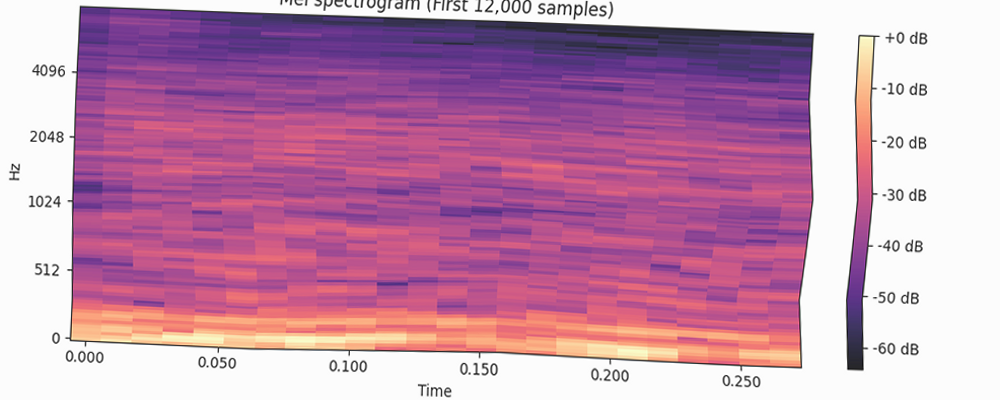 Mel spectrogram (First 12,000 samples)
Hz
4096
2048
1024
512
0
0.000
0.050
0.100
0.150
0.200
0.250
Time
+0 dB
-10 dB
-20 dB
-30 dB
-40 dB
-50 dB
-60 dB